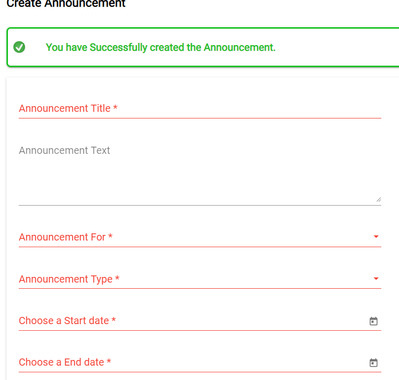 Create Announcement
You have Successfully created the Announcement.
Announcement Title *
Announcement Text
Announcement For *
Announcement Type *
Choose a Start date *
Choose a End date *